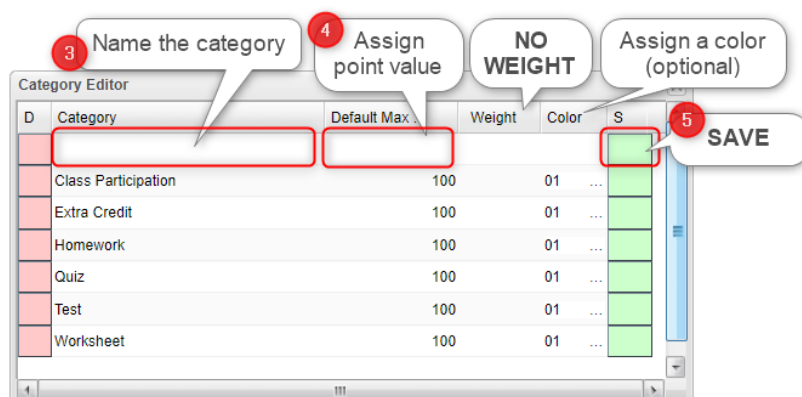 3 Name the category
4 Assign
point value
NO
WEIGHT
Assign a color
(optional)
Category Editor
D Category Default Max . Weight Color S
5 SAVE
Class Participation 100 01 ...
Extra Credit 100 01 ...
Homework 100 01 ...
Quiz 100 01 ...
Test 100 01 ...
Worksheet 100 01 ...